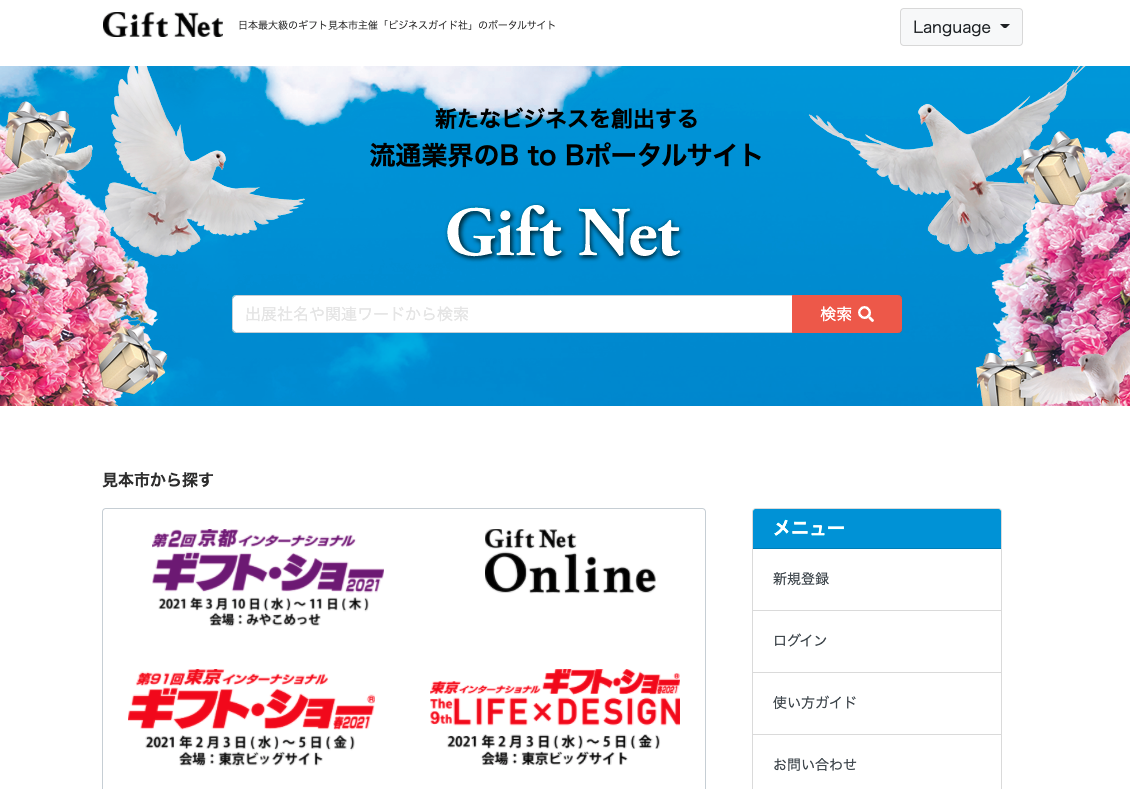 Gift Net
日本最大級のギフト見本市主催「ビジネスガイド社」のポータルサイト
Language
新たなビジネスを創出する
流通業界のB to Bポータルサイト
Gift Net
出展社名や関連ワードから検索
検索
見本市から探す
第2回 京都 インターナショナル
ギフト・ショー 2021
2021年3月10日(水)〜11日(木)
会場：みやこめっせ
Gift Net
Online
第91回 東京 インターナショナル
ギフト・ショー® 春2021
2021年2月3日(水)〜5日(金)
会場：東京ビッグサイト
東京 インターナショナル ギフト・ショー® 春2021
The 9th LIFE×DESIGN
2021年2月3日(水)〜5日(金)
会場：東京ビッグサイト
メニュー
新規登録
ログイン
使い方ガイド
お問い合わせ